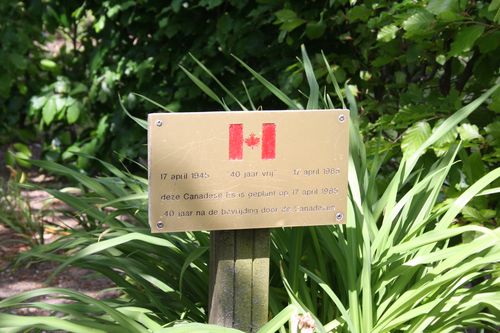 17 april 1945 40 jaar vrij 17 april 1985
deze Canadese Es is geplant op 17 april 1985
40 jaar na de bevrijding door de Canadezen